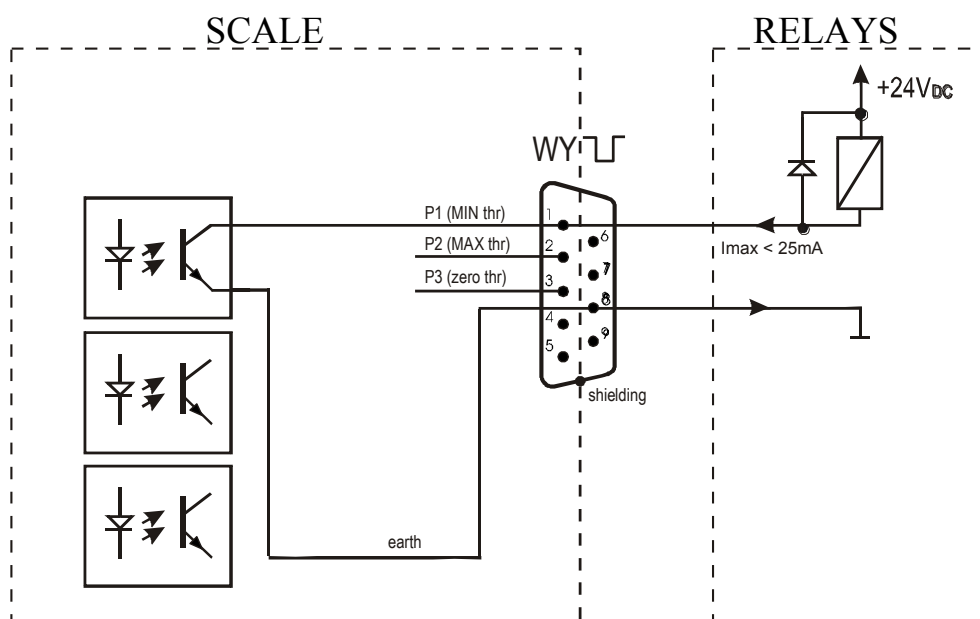 SCALE
RELAYS
+24VDC
WY
P1 (MIN thr)
1
6
P2 (MAX thr)
2
Imax < 25mA
P3 (zero thr)
3
7
8
4
9
5
shielding
earth